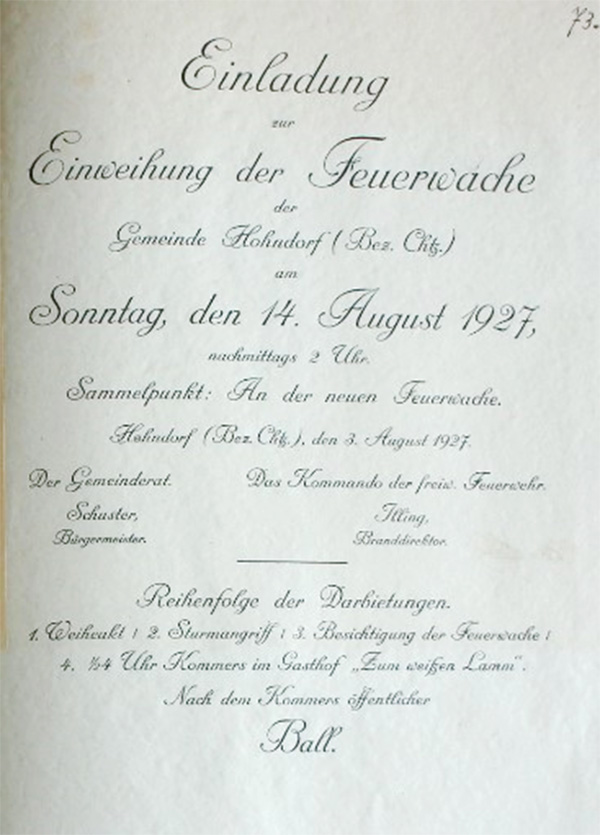 73.
Einladung
zur
Einweihung der Feuerwache
der
Gemeinde Hohndorf (Bez. Chtz.)
am
Sonntag, den 14. August 1927,
nachmittags 2 Uhr.
Sammelpunkt: An der neuen Feuerwache.
Hohndorf (Bez. Chtz.), den 3. August 1927.
Der Gemeinderat. Das Kommando der freiw. Feuerwehr.
Schuster, Illing,
Bürgermeister. Branddirektor.
Reihenfolge der Darbietungen.
1. Weiheakt : 2. Sturmangriff : 3. Besichtigung der Feuerwache :
4. ½4 Uhr Kommers im Gasthof „Zum weißen Lamm“.
Nach dem Kommers öffentlicher
Ball.